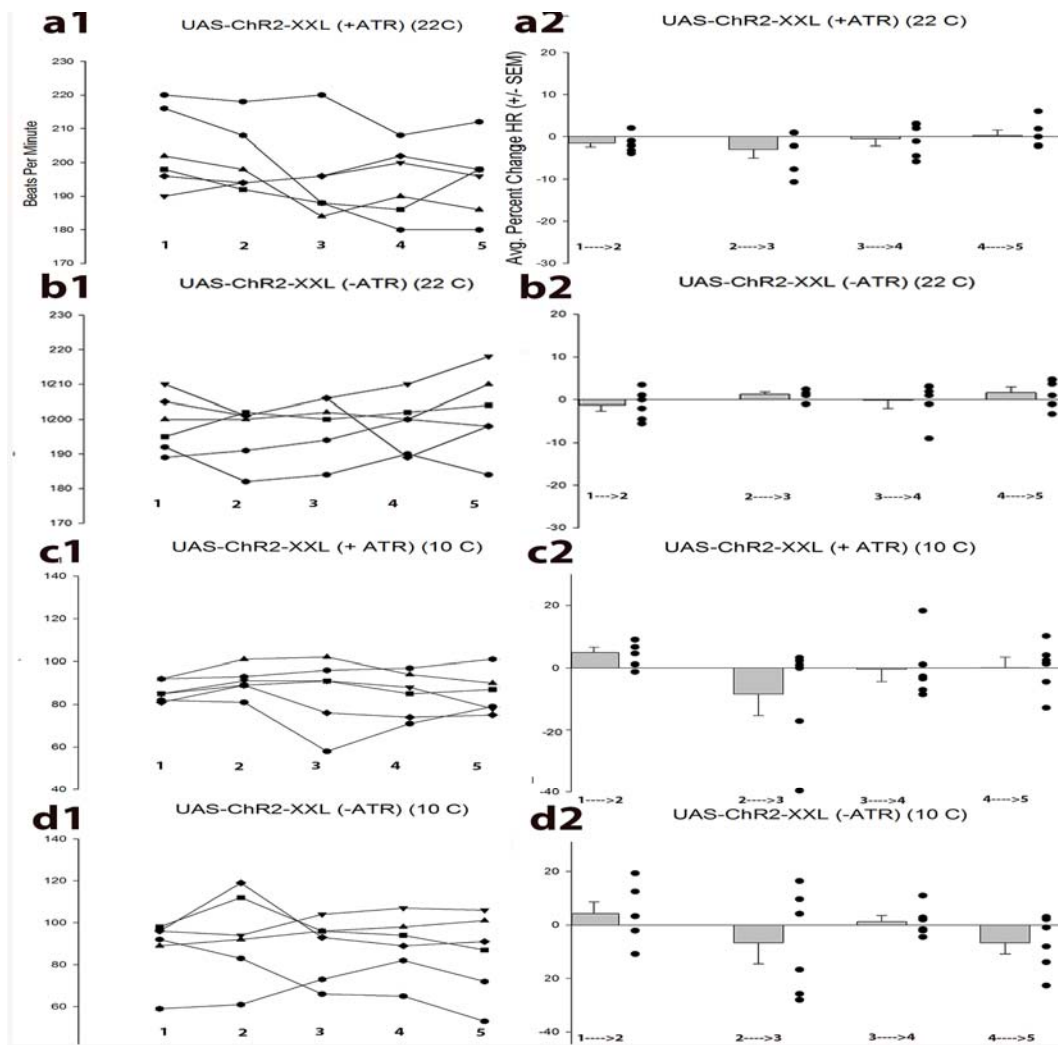 a1
UAS-ChR2-XXL (+ATR) (22C)
Beats Per Minute
230
220
210
200
190
180
170
1 2 3 4 5
a2
UAS-ChR2-XXL (+ATR) (22 C)
Avg. Percent Change HR (+/- SEM)
20
10
0
-10
-20
-30
1---->2 2---->3 3---->4 4---->5
b1
UAS-ChR2-XXL (-ATR) (22 C)
230
220
210
200
190
180
170
1 2 3 4 5
b2
UAS-ChR2-XXL (-ATR) (22 C)
20
10
0
-10
-20
-30
1--->2 2---->3 3---->4 4---->5
c1
UAS-ChR2-XXL (+ ATR) (10 C)
140
120
100
80
60
40
1 2 3 4 5
c2
UAS-ChR2-XXL (+ ATR) (10 C)
20
0
-20
-40
1---->2 2---->3 3---->4 4---->5
d1
UAS-ChR2-XXL (-ATR) (10 C)
140
120
100
80
60
1 2 3 4 5
d2
UAS-ChR2-XXL (-ATR) (10 C)
20
0
20
-40
1---->2 2---->3 3---->4 4---->5